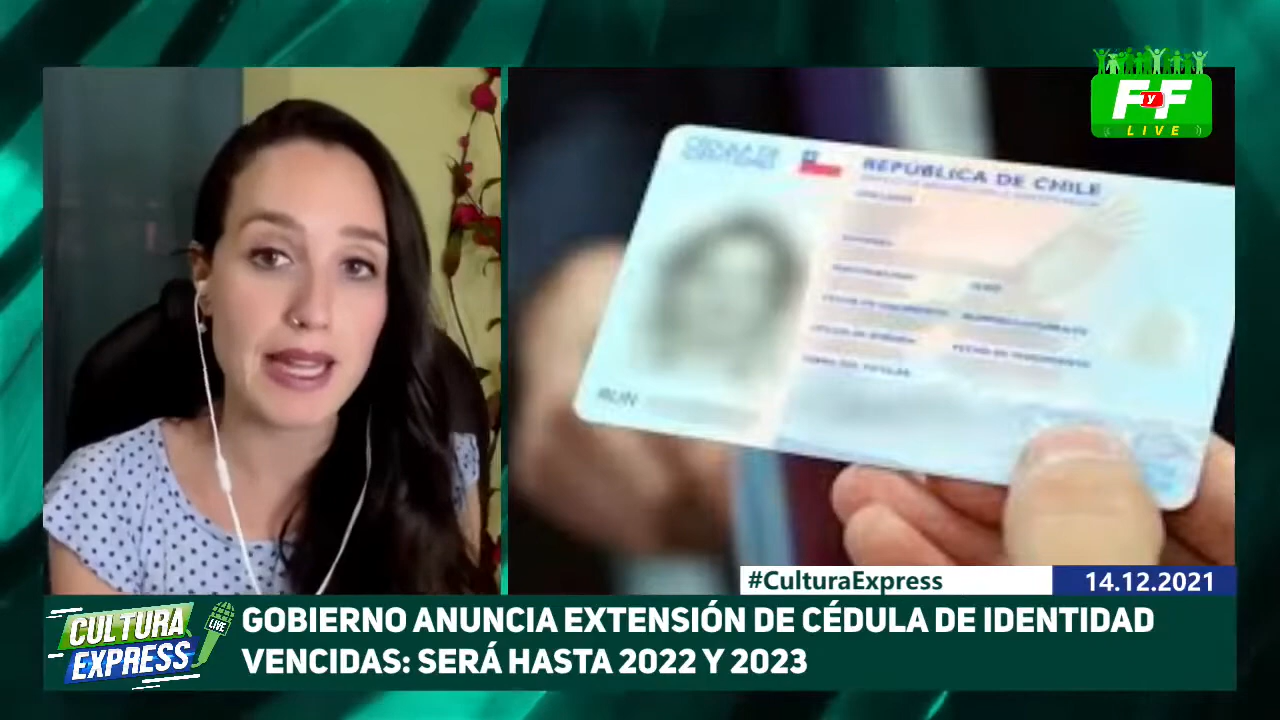 FyF
LIVE
REPÚBLICA DE CHILE
RUN
#CulturaExpress
14.12.2021
CULTURA
EXPRESS
LIVE
GOBIERNO ANUNCIA EXTENSIÓN DE CÉDULA DE IDENTIDAD
VENCIDAS: SERÁ HASTA 2022 Y 2023